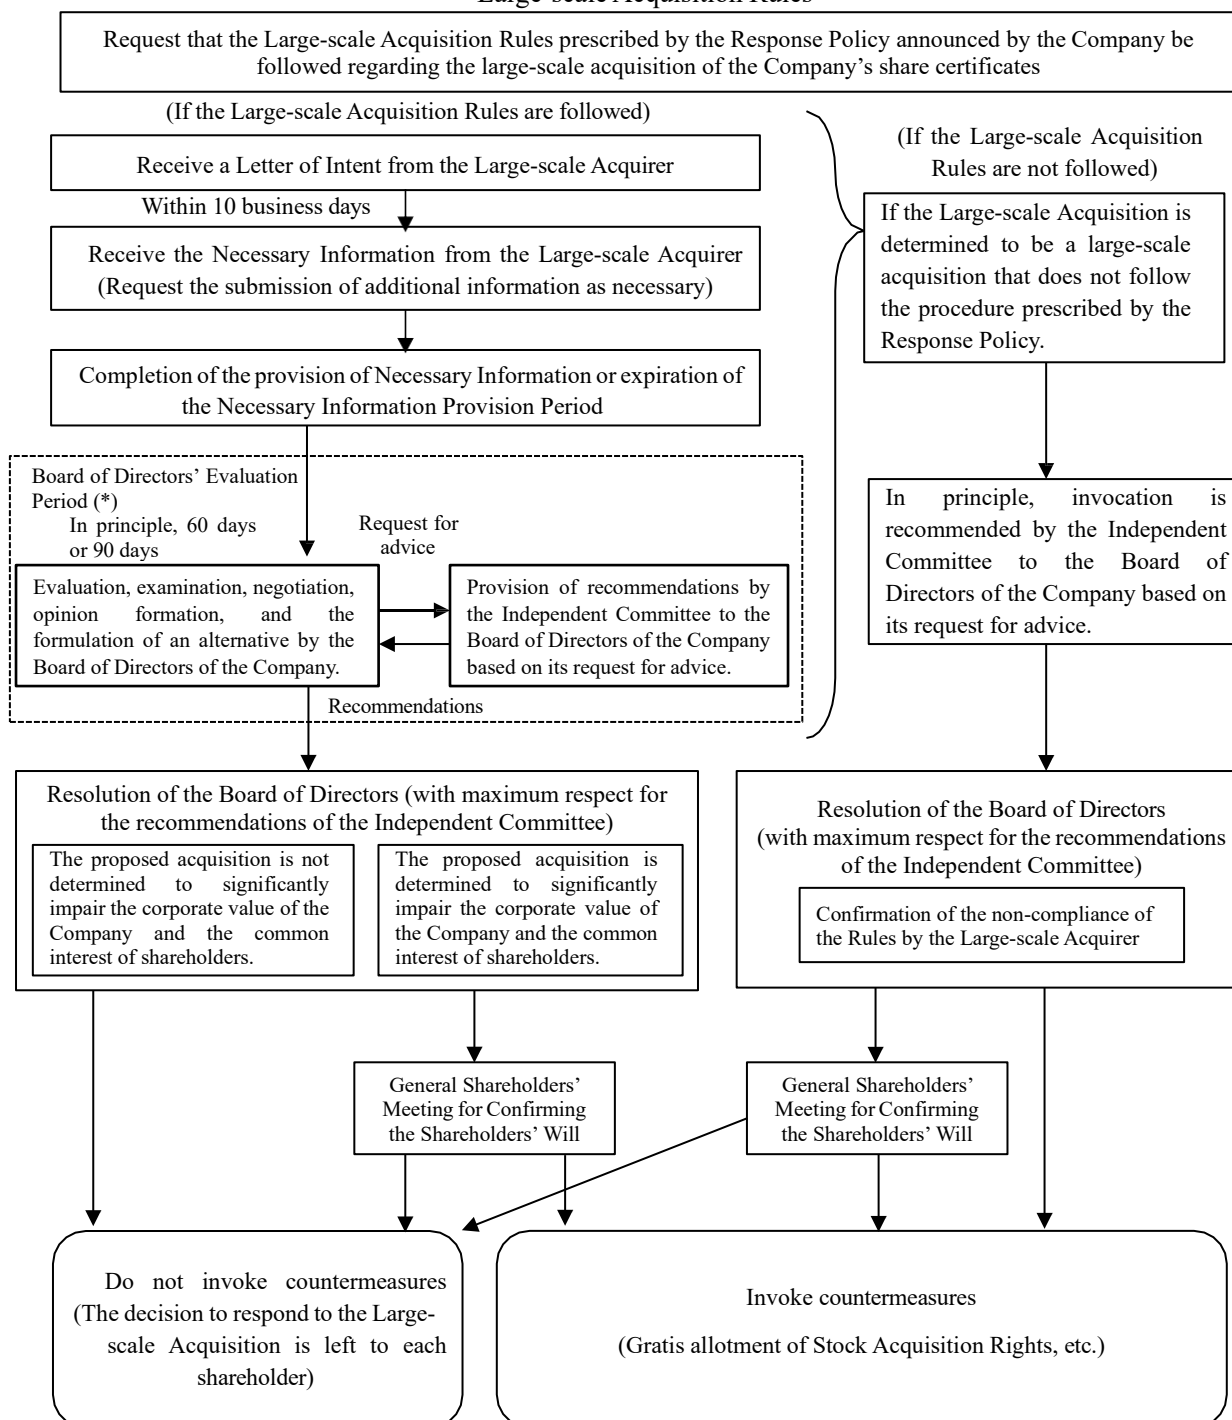 Large-scale Acquisition Rules
Request that the Large-scale Acquisition Rules prescribed by the Response Policy announced by the Company be
followed regarding the large-scale acquisition of the Company's share certificates
(If the Large-scale Acquisition Rules are followed)
Receive a Letter of Intent from the Large-scale Acquirer
Within 10 business days
Receive the Necessary Information from the Large-scale Acquirer
(Request the submission of additional information as necessary)
Completion of the provision of Necessary Information or expiration of
the Necessary Information Provision Period
(If the Large-scale Acquisition
Rules are not followed)
If the Large-scale Acquisition is
determined to be a large-scale
acquisition that does not follow
the procedure prescribed by the
Response Policy.
Board of Directors' Evaluation
Period (*)
In principle, 60 days
or 90 days
Request for
advice
Evaluation, examination, negotiation,
opinion formation, and the
formulation of an alternative by the
Board of Directors of the Company.
Provision of recommendations by
the Independent Committee to the
Board of Directors of the Company
based on its request for advice.
Recommendations
In principle, invocation is
recommended by the Independent
Committee to the Board of
Directors of the Company based on
its request for advice.
Resolution of the Board of Directors (with maximum respect for
the recommendations of the Independent Committee)
The proposed acquisition is not
determined to significantly
impair the corporate value of the
Company and the common
interest of shareholders.
The proposed acquisition is
determined to significantly
impair the corporate value of
the Company and the common
interest of shareholders.
Resolution of the Board of Directors
(with maximum respect for the recommendations
of the Independent Committee)
Confirmation of the non-compliance of
the Rules by the Large-scale Acquirer
General Shareholders'
Meeting for Confirming
the Shareholders' Will
General Shareholders'
Meeting for Confirming
the Shareholders' Will
Do not invoke countermeasures
(The decision to respond to the Large-
scale Acquisition is left to each
shareholder)
Invoke countermeasures
(Gratis allotment of Stock Acquisition Rights, etc.)